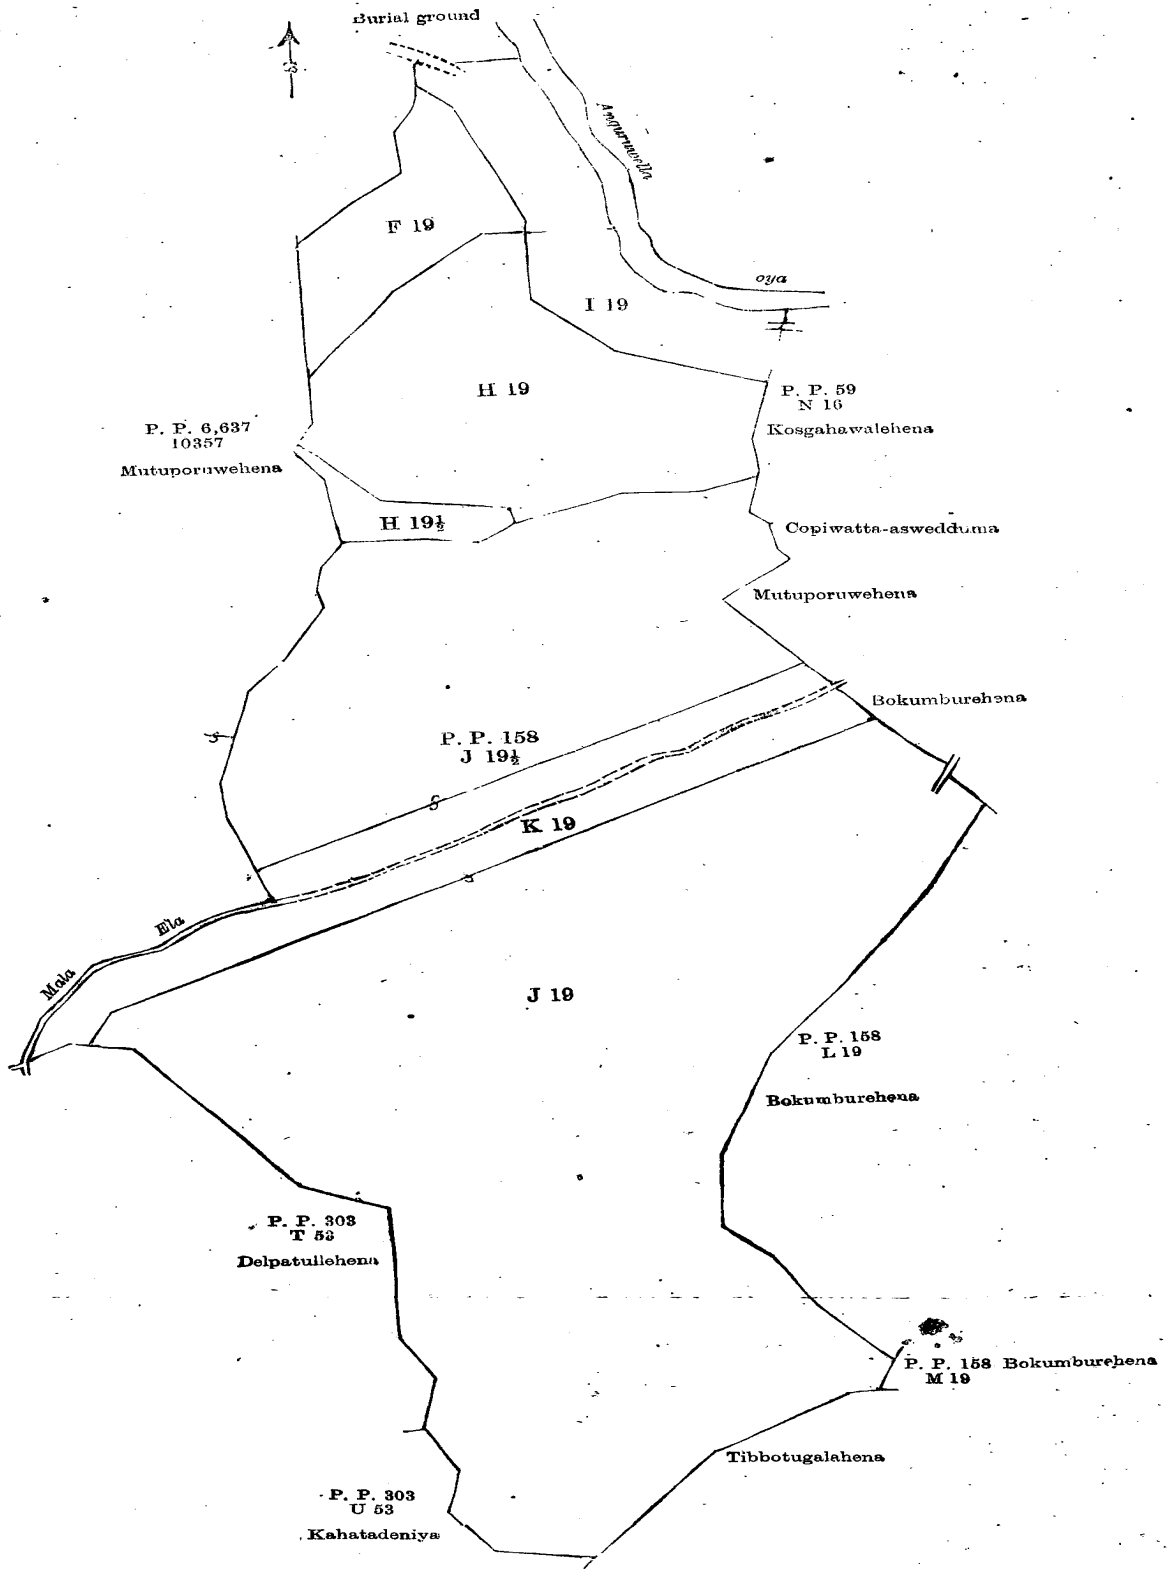 Burial ground
Anguruwella
F 19
oya
I 19
H 19
P. P. 59
N 16
Kosgahawalehena
P. P. 6,637
10357
Mutuporuwehena
H 19½
Copiwatta-aswedduma
Mutuporuwehena
Bokumburehena
P. P. 158
J 19½
K 19
Ela
Mala
J 19
P. P. 158
L 19
Bokumburehena
P. P. 303
T 53
Delpatullehena
P. P. 158 Bokumburehena
M 19
Tibbotugalahena
P. P. 303
U 53
Kahatadeniya